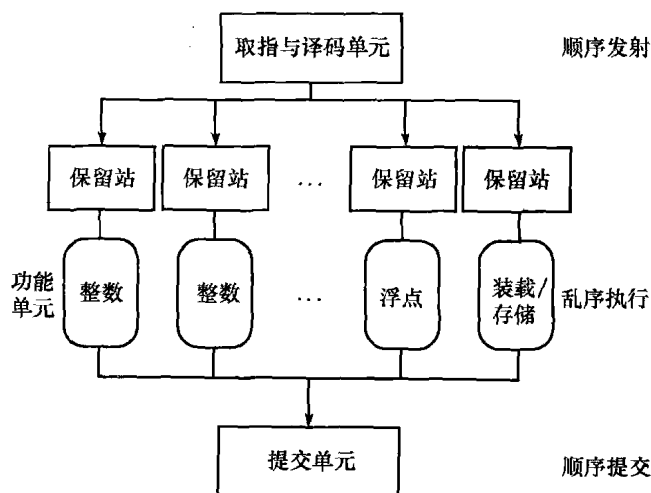 取指与译码单元
顺序发射
保留站
保留站
...
保留站
保留站
功能
单元
整数
整数
...
浮点
装载/
存储
乱序执行
提交单元
顺序提交